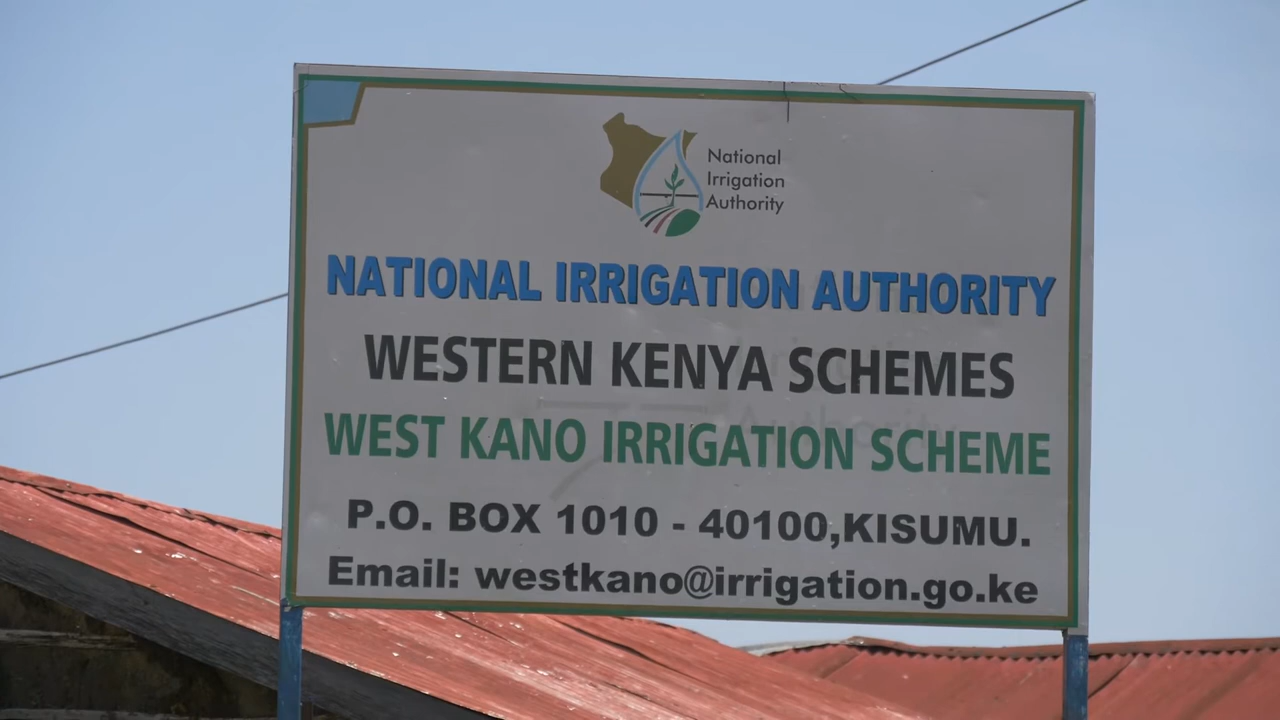 National
Irrigation
Authority
NATIONAL IRRIGATION AUTHORITY
WESTERN KENYA SCHEMES
WEST KANO IRRIGATION SCHEME
P.O. BOX 1010 - 40100,KISUMU.
Email: westkano@irrigation.go.ke